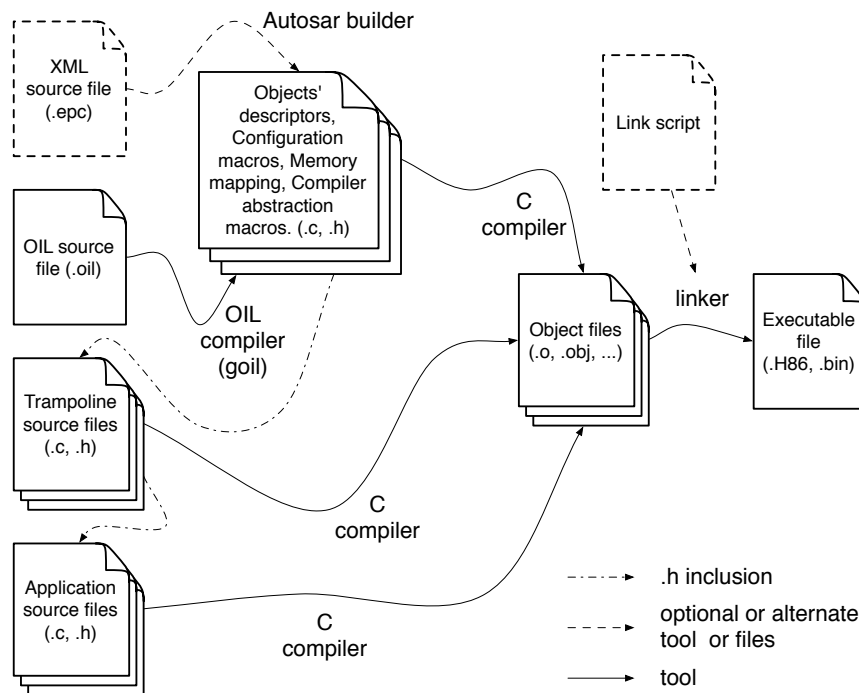 Autosar builder
XML
source file
(.epc)
Objects'
descriptors,
Configuration
macros, Memory
mapping, Compiler
abstraction
macros. (.c, .h)
Link script
C
compiler
OIL source
file (.oil)
OIL
compiler
(goil)
linker
Object files
(.o, .obj, ...)
Executable
file
(.H86, .bin)
Trampoline
source files
(.c, .h)
C
compiler
Application
source files
(.c, .h)
C
compiler
.h inclusion
optional or alternate
tool or files
tool